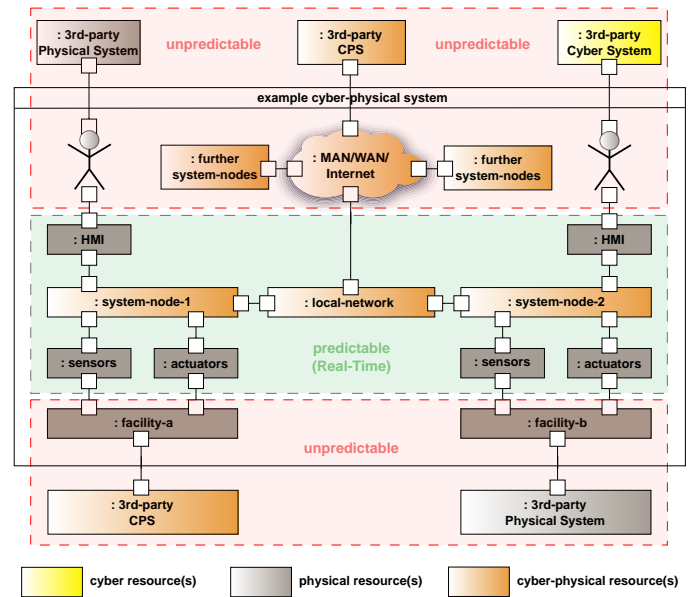 : 3rd-party
Physical System
unpredictable
: 3rd-party
CPS
unpredictable
: 3rd-party
Cyber System
example cyber-physical system
: further
system-nodes
: MAN/WAN/
Internet
: further
system-nodes
: HMI
: HMI
: system-node-1
: local-network
: system-node-2
predictable
(Real-Time)
: sensors
: actuators
: sensors
: actuators
: facility-a
: facility-b
unpredictable
: 3rd-party
CPS
: 3rd-party
Physical System
cyber resource(s)
physical resource(s)
cyber-physical resource(s)